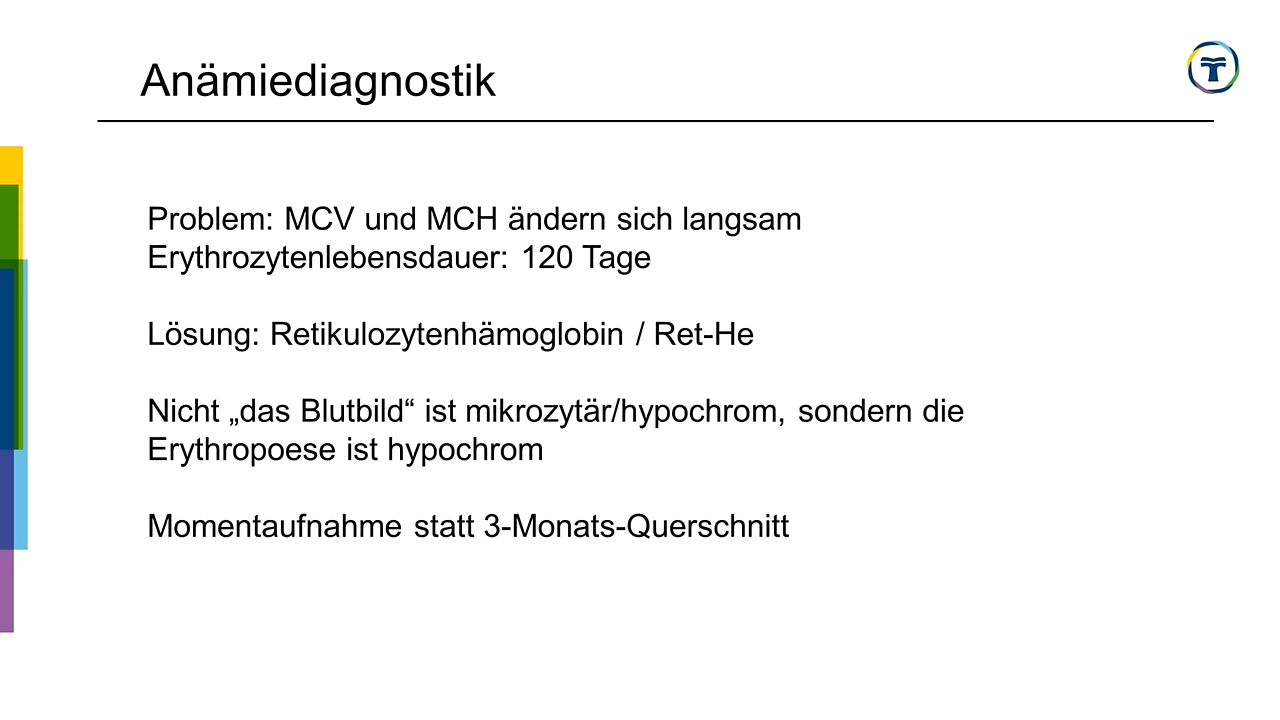 Anämiediagnostik
Problem: MCV und MCH ändern sich langsam
Erythrozytenlebensdauer: 120 Tage
Lösung: Retikulozytenhämoglobin / Ret-He
Nicht „das Blutbild“ ist mikrozytär/hypochrom, sondern die
Erythropoese ist hypochrom
Momentaufnahme statt 3-Monats-Querschnitt